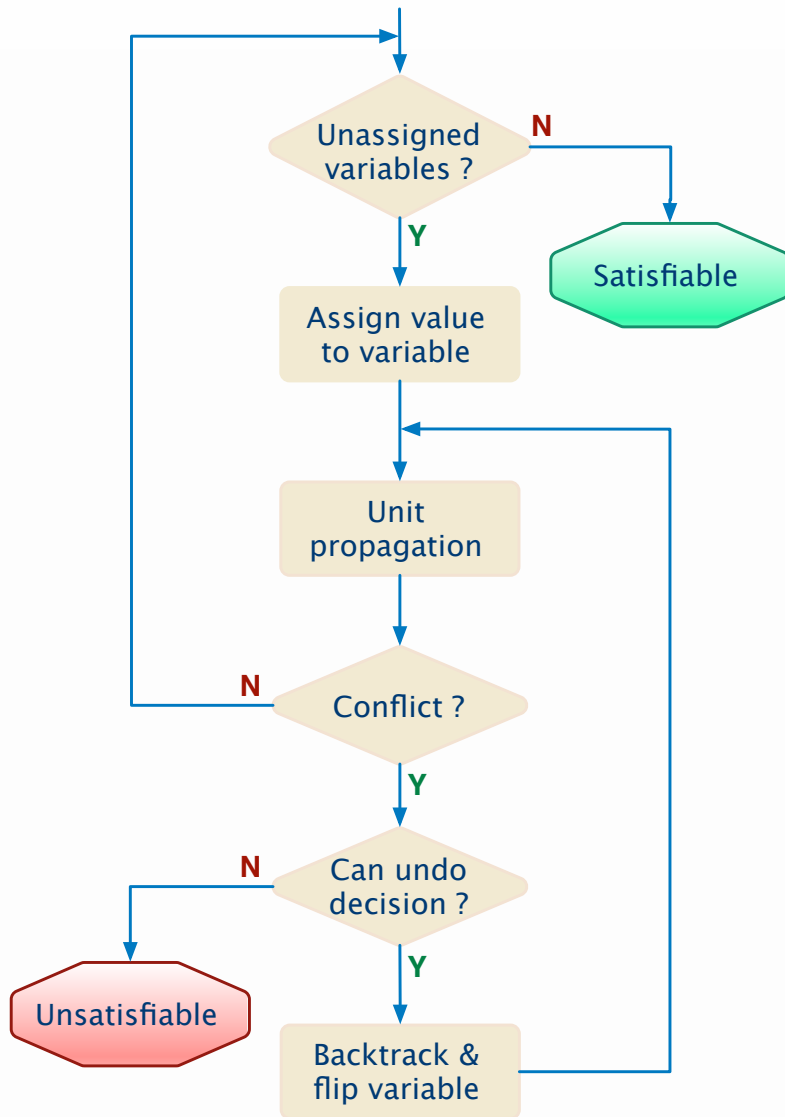 Unassigned
variables ?
N
Y
Satisfiable
Assign value
to variable
Unit
propagation
N
Conflict ?
Y
N
Can undo
decision ?
Y
Unsatisfiable
Backtrack &
flip variable